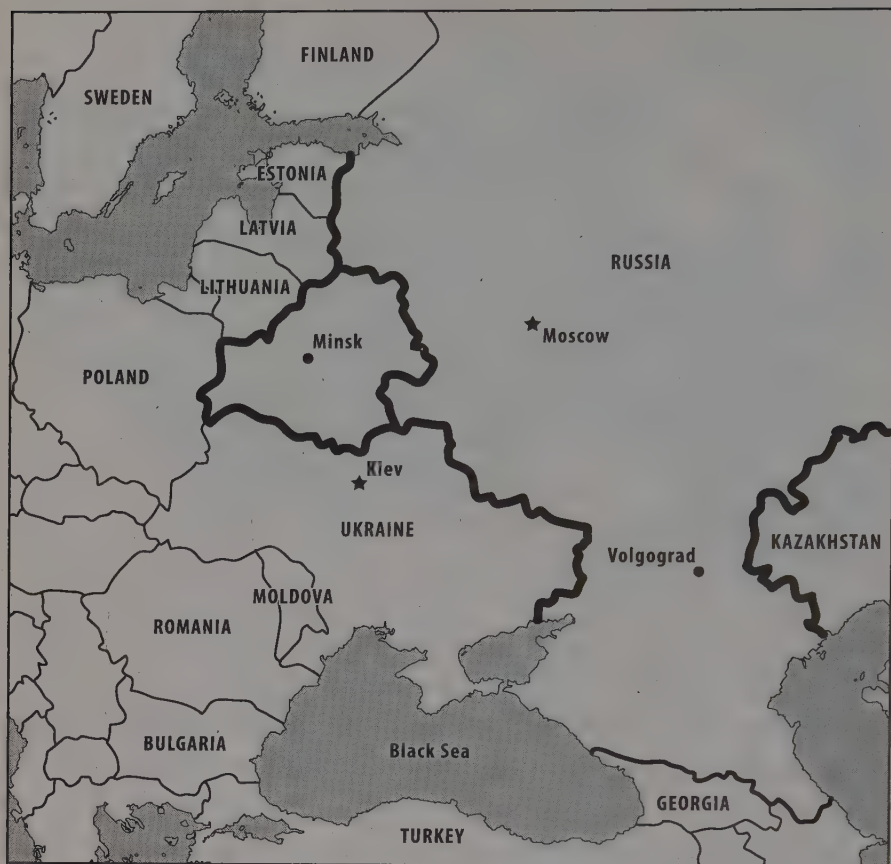 FINLAND
SWEDEN
ESTONIA
LATVIA
RUSSIA
LITHUANIA
Moscow
Minsk
POLAND
Kiev
UKRAINE
KAZAKHSTAN
Volgograd
MOLDOVA
ROMANIA
BULGARIA
Black Sea
GEORGIA
TURKEY